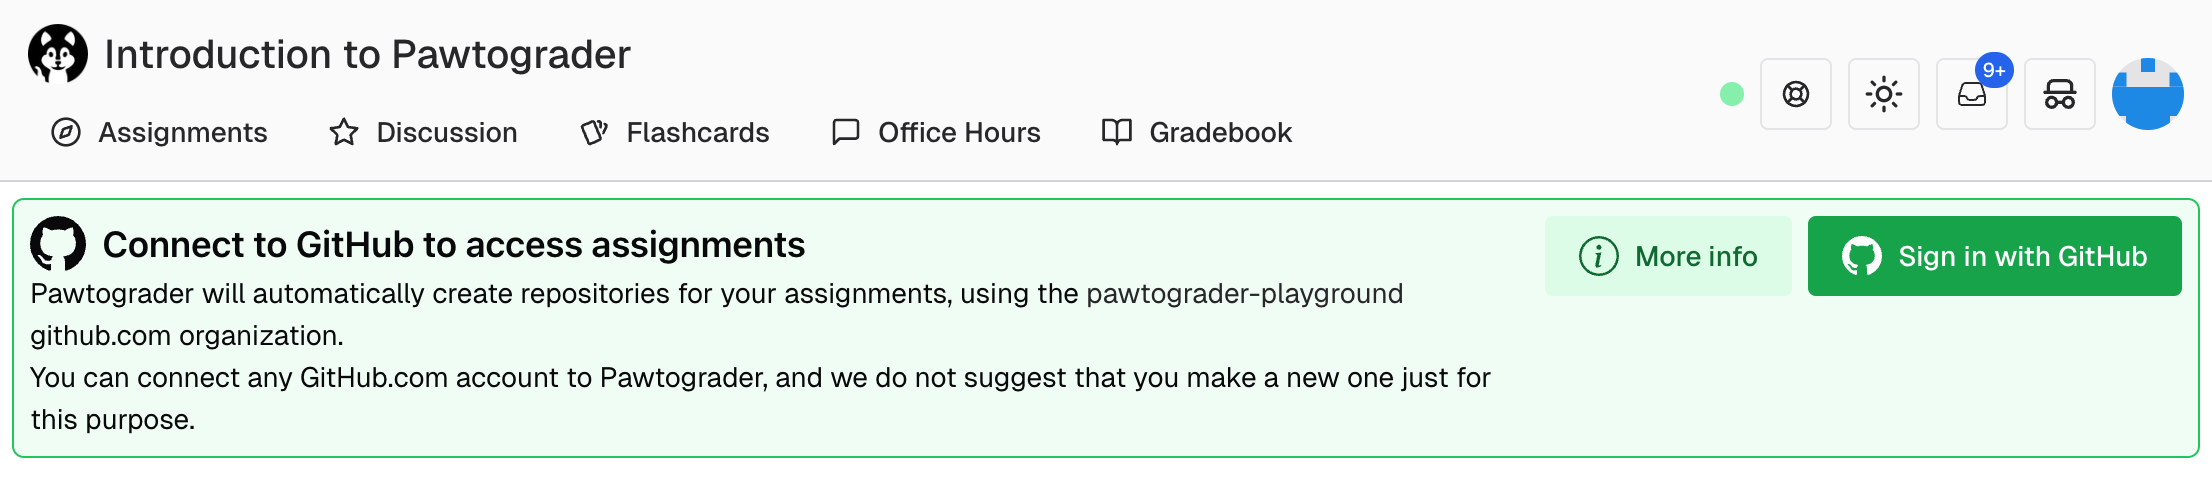 Introduction to Pawtograder
9+
Assignments
Discussion
Flashcards
Office Hours
Gradebook
Connect to GitHub to access assignments
Pawtograder will automatically create repositories for your assignments, using the pawtograder-playground
github.com organization.
You can connect any GitHub.com account to Pawtograder, and we do not suggest that you make a new one just for
this purpose.
More info
Sign in with GitHub